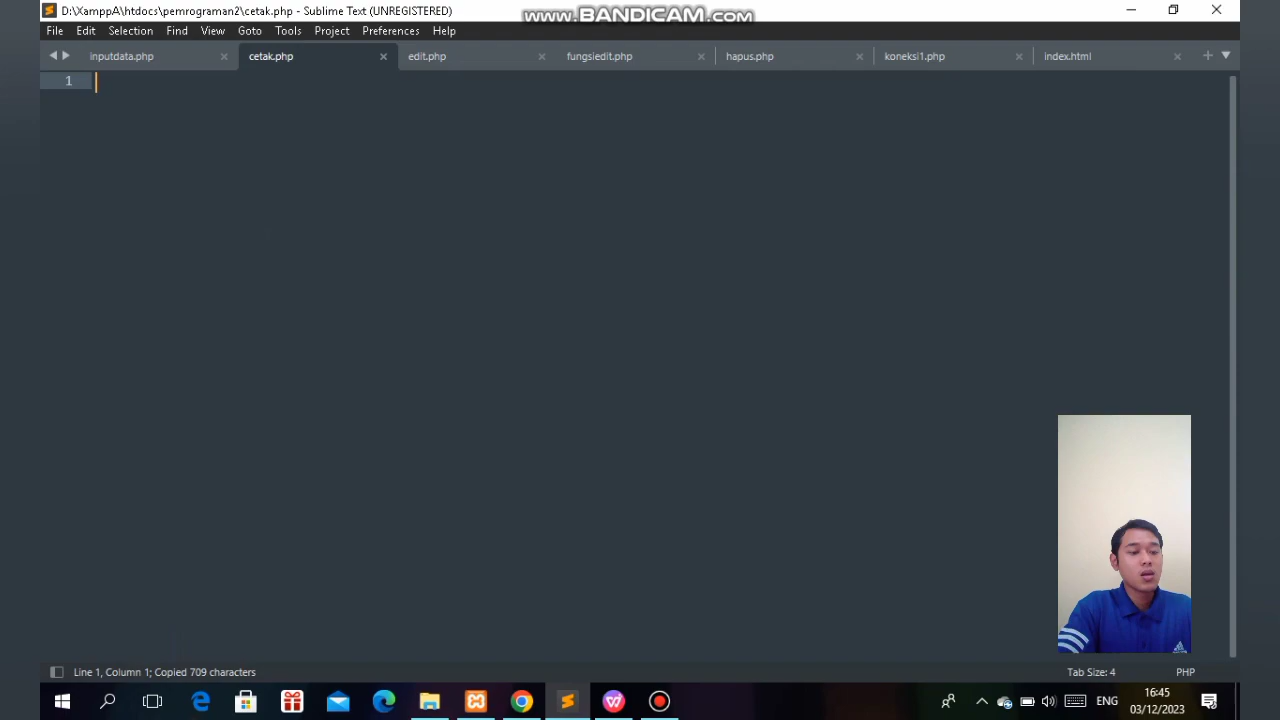 D:\XamppA\htdocs\pemrograman2\cetak.php - Sublime Text (UNREGISTERED)
www.BANDICAM.com
File Edit Selection Find View Goto Tools Project Preferences Help
inputdata.php cetak.php edit.php fungsiedit.php hapus.php koneksi1.php index.html
1
Line 1, Column 1; Copied 709 characters Tab Size: 4 PHP
ENG
16:45
03/12/2023